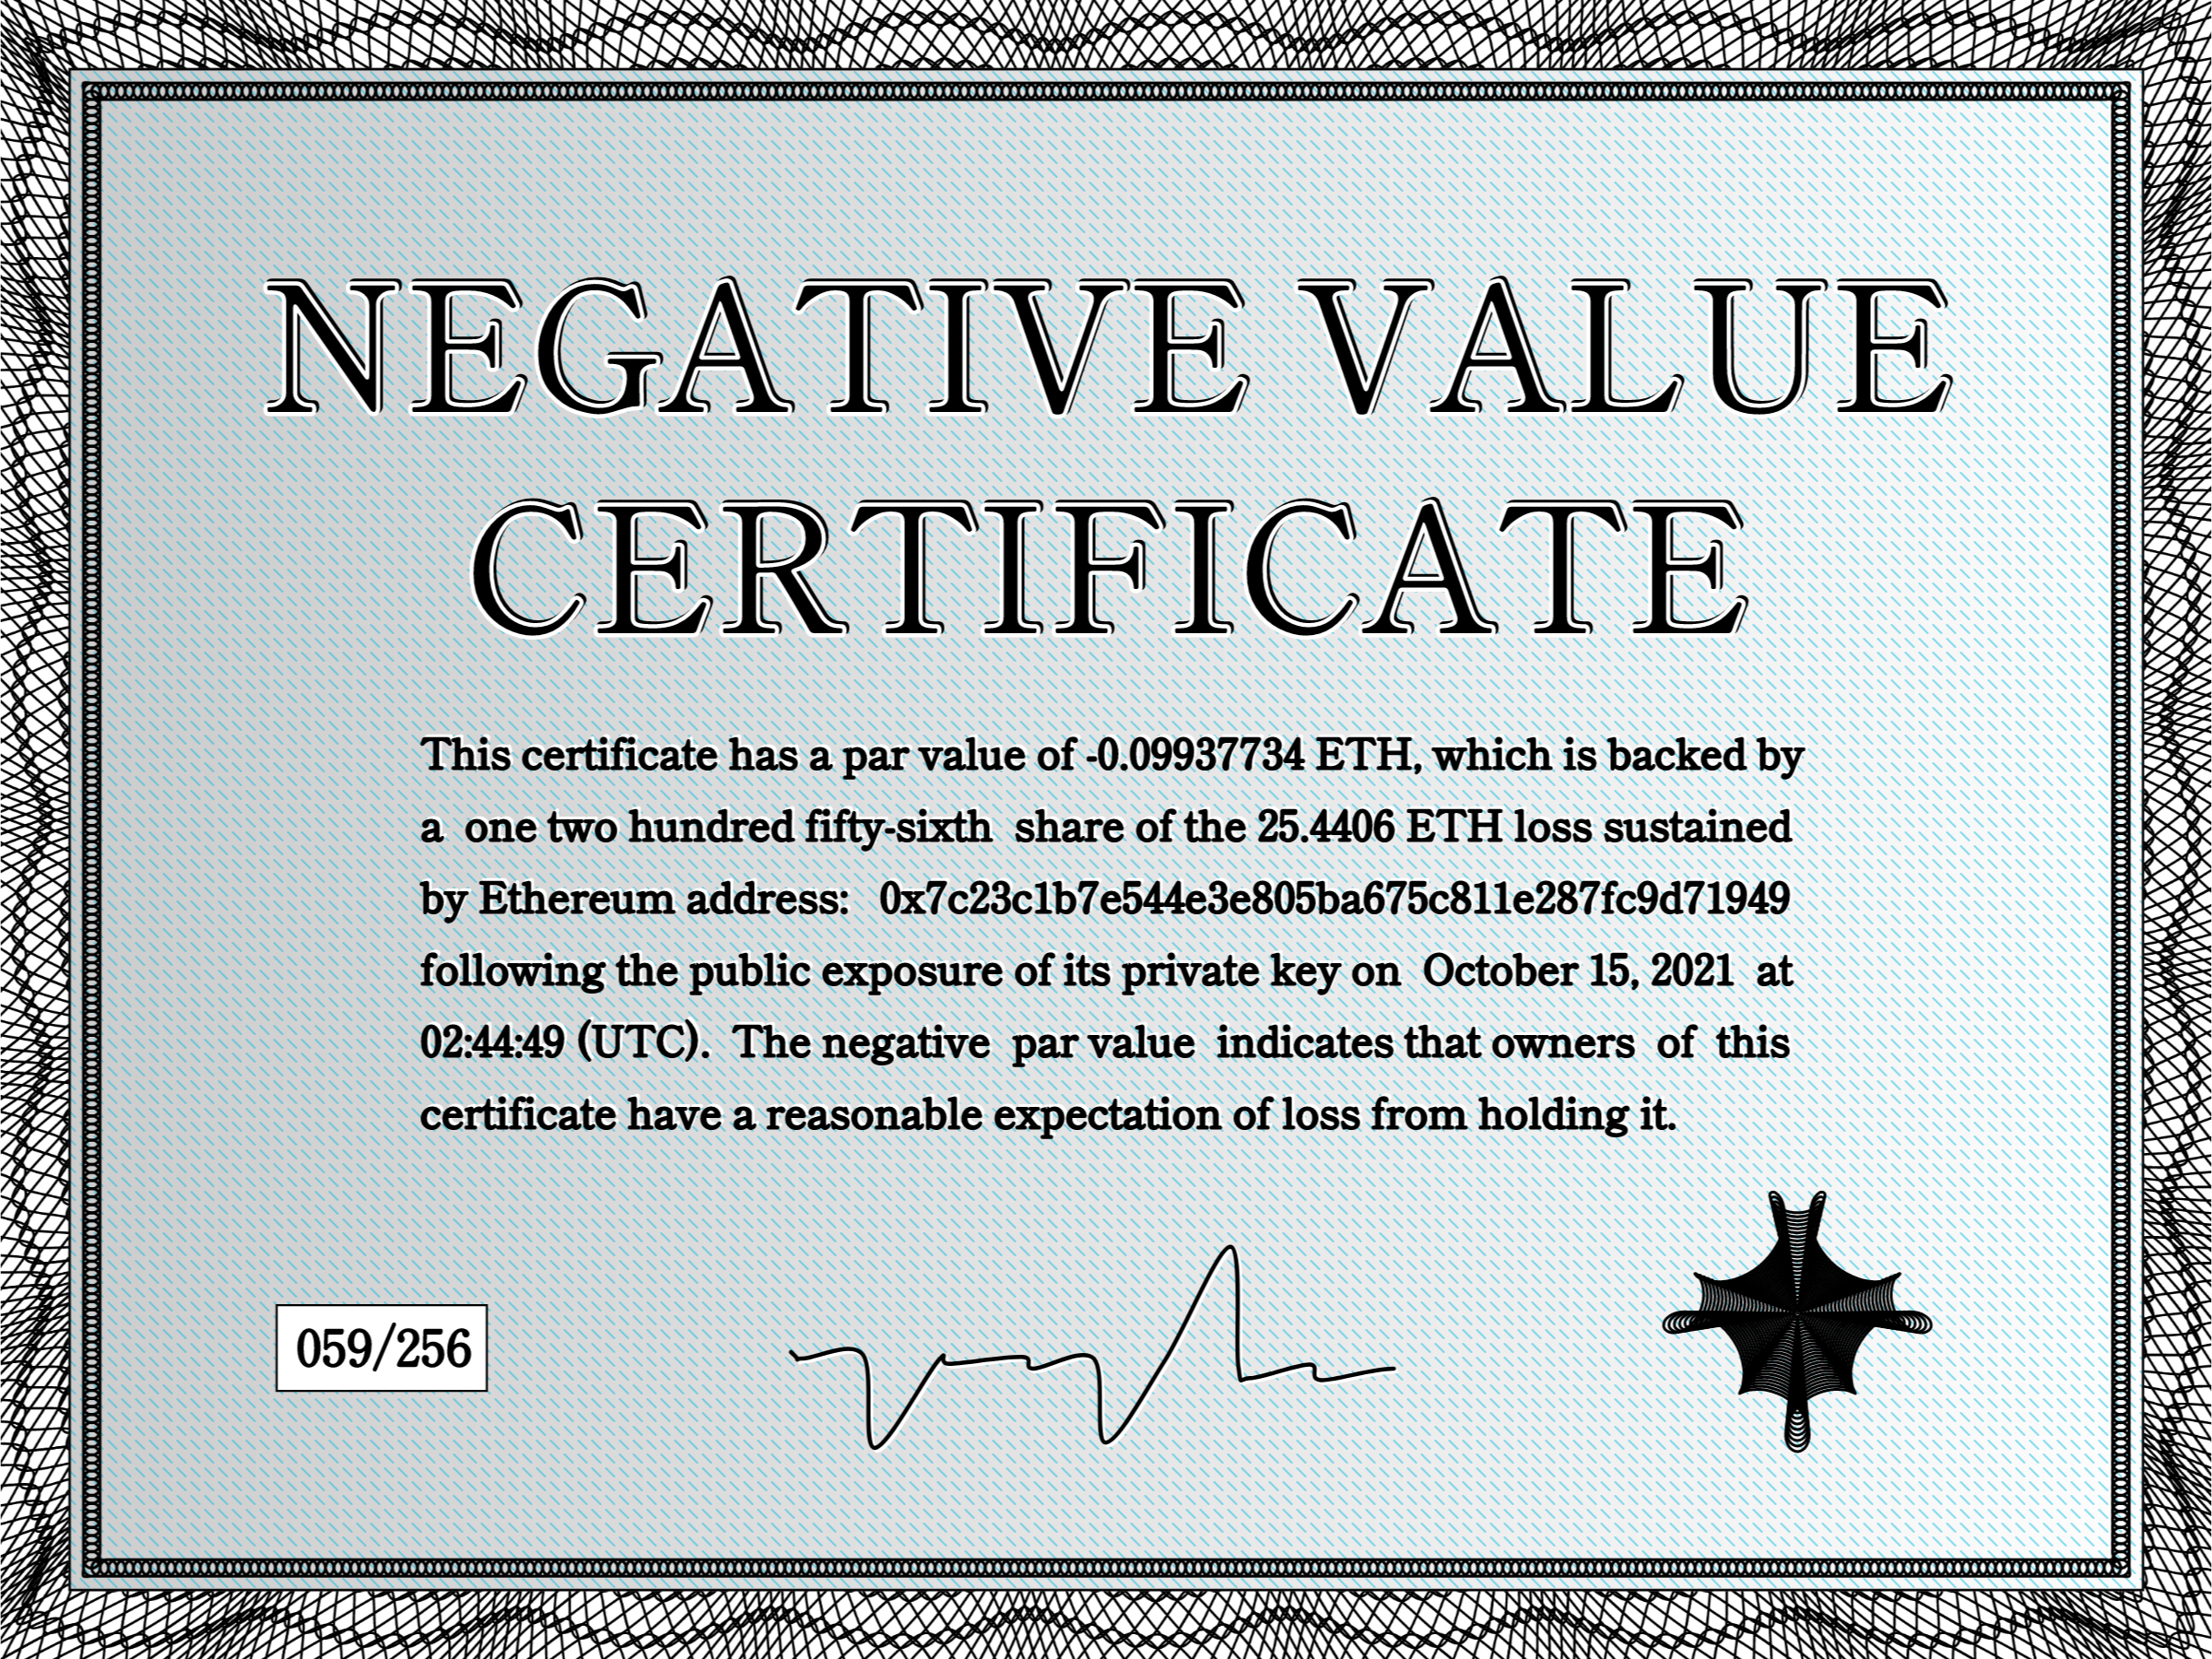 NEGATIVE VALUE
CERTIFICATE
This certificate has a par value of -0.09937734 ETH, which is backed by
a one two hundred fifty-sixth share of the 25.4406 ETH loss sustained
by Ethereum address: 0x7c23c1b7e544e3e805ba675c811e287fc9d71949
following the public exposure of its private key on October 15, 2021 at
02:44:49 (UTC). The negative par value indicates that owners of this
certificate have a reasonable expectation of loss from holding it.
059/256